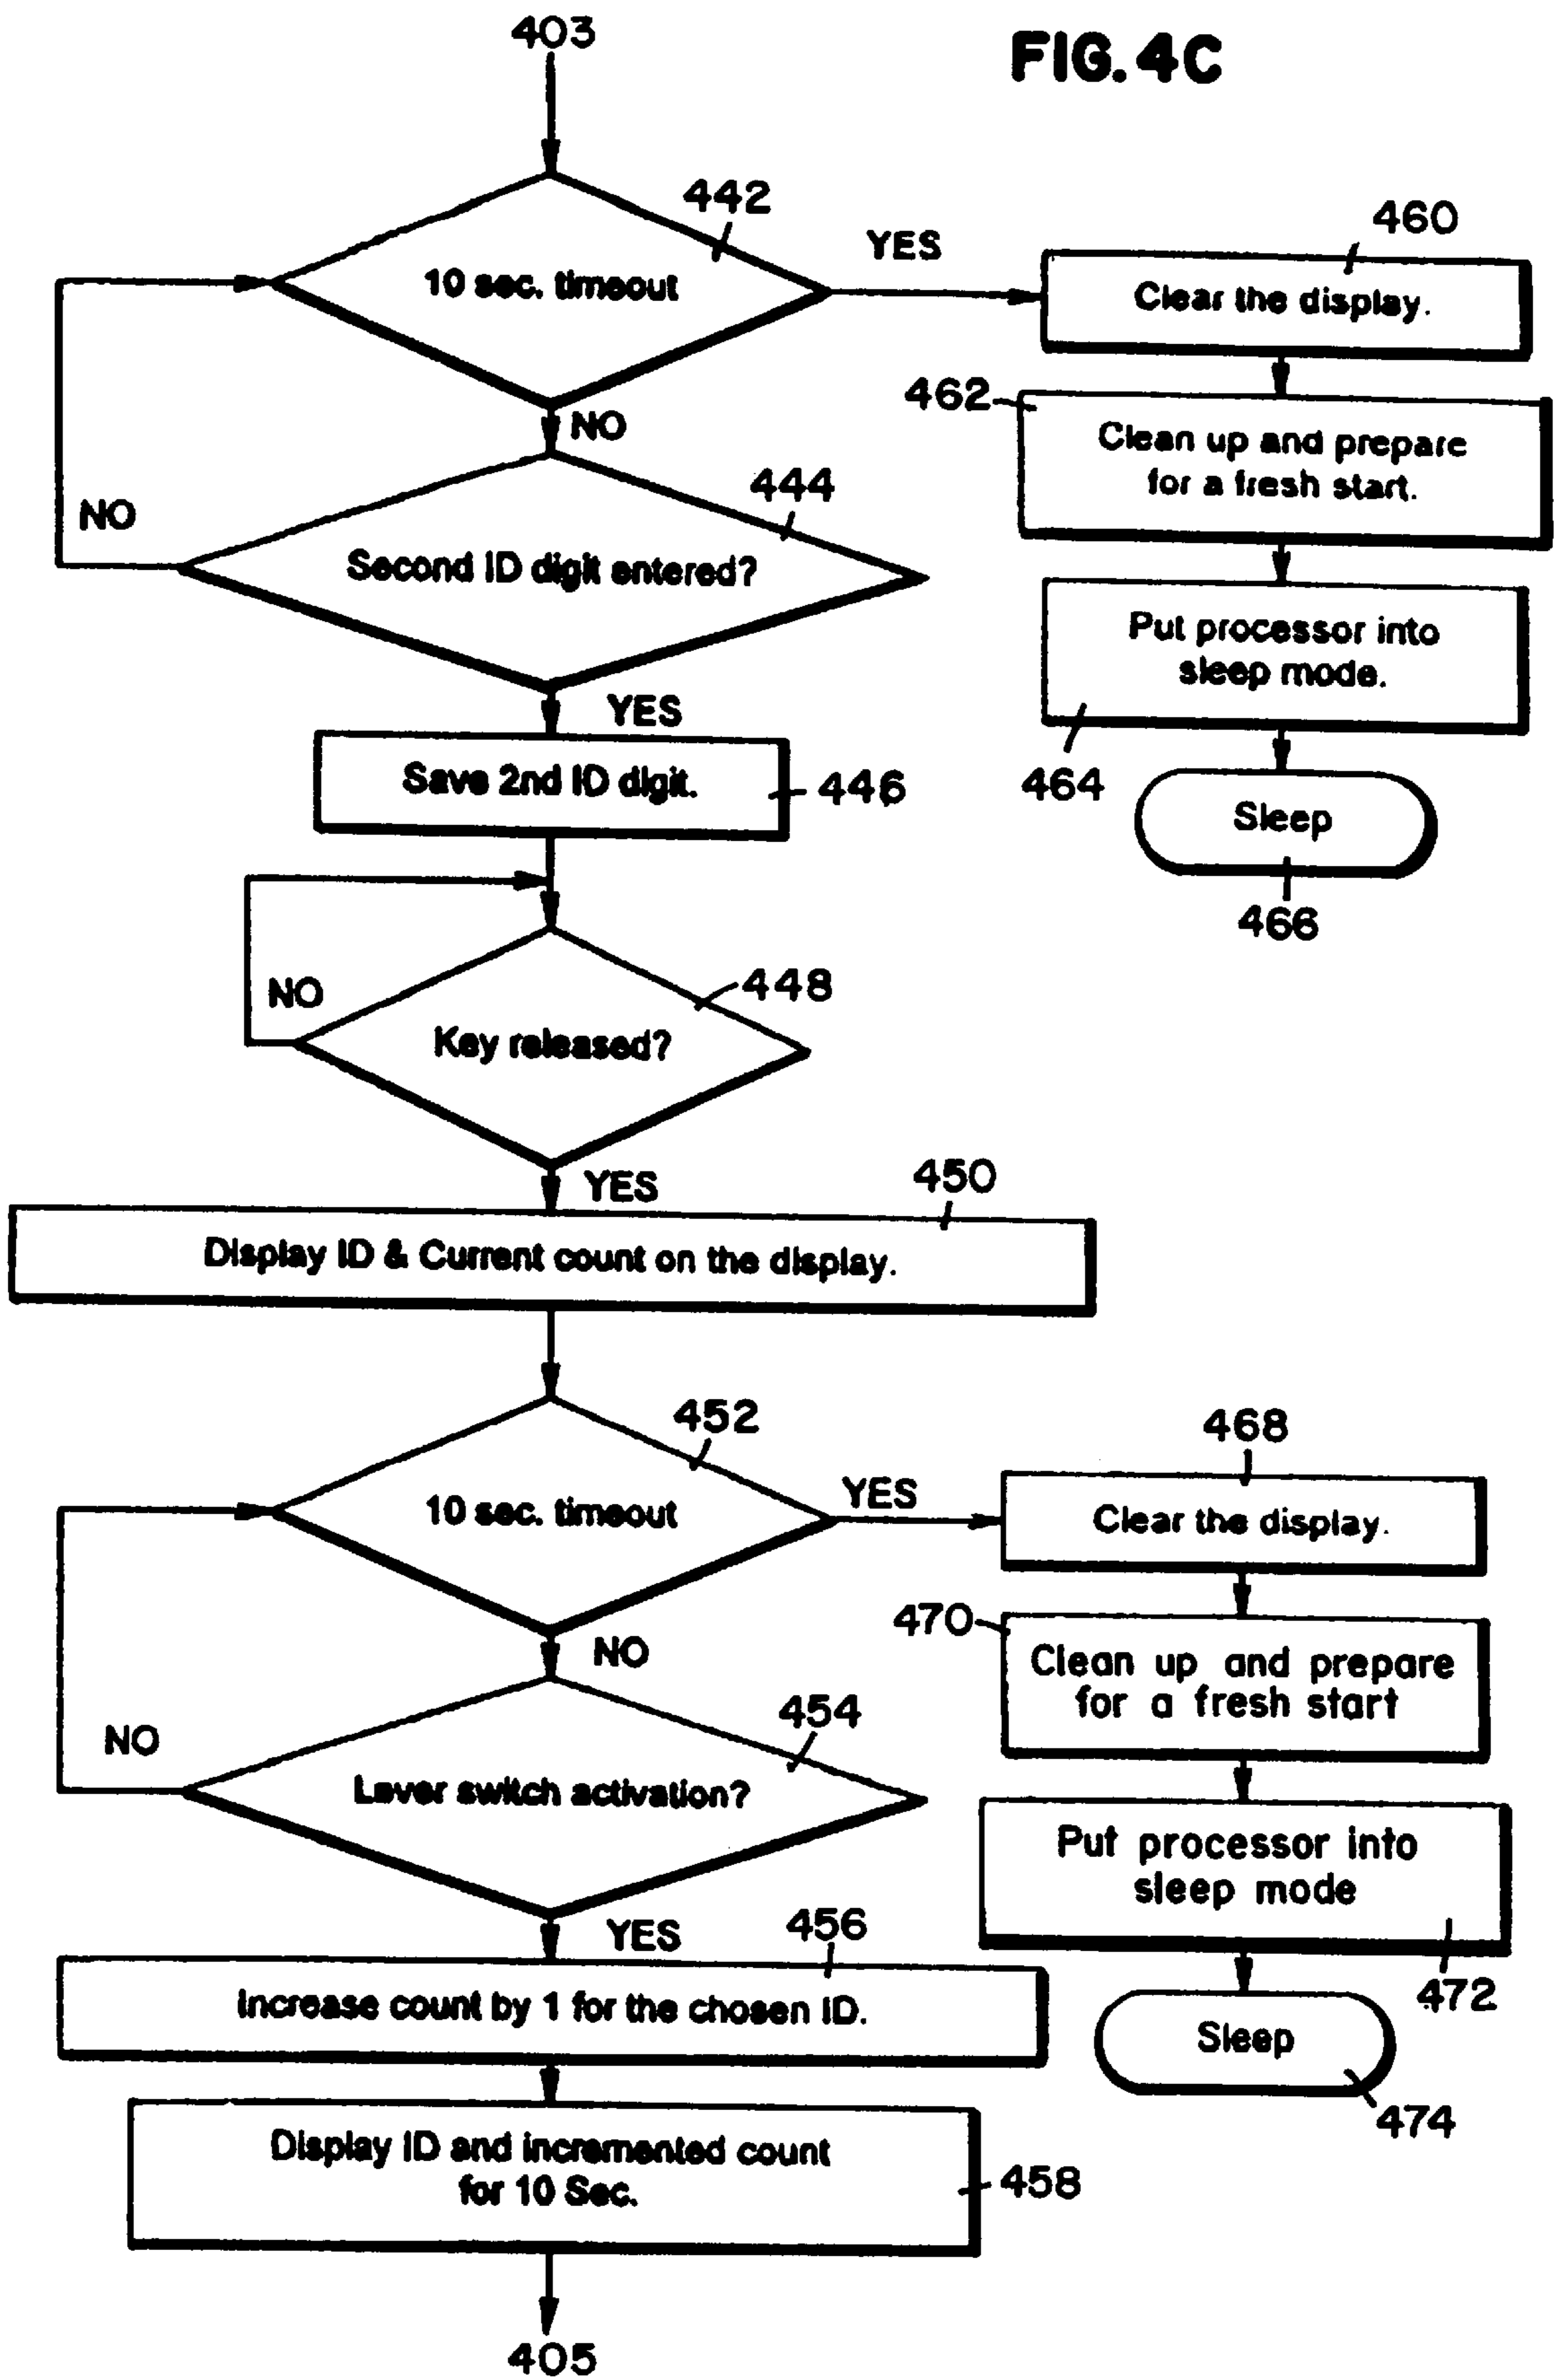 403
FIG. 4C
442
10 sec. timeout
YES
460
Clear the display.
NO
462
Clean up and prepare
for a fresh start.
444
NO
Second ID digit entered?
Put processor into
sleep mode.
464
YES
Save 2nd ID digit.
446
Sleep
466
NO
448
Key released?
YES
450
Display ID & Current count on the display.
452
10 sec. timeout
YES
468
Clear the display.
NO
470
Clean up and prepare
for a fresh start
454
NO
Lever switch activation?
Put processor into
sleep mode
472
YES
456
Increase count by 1 for the chosen ID.
Sleep
474
Display ID and incremented count
for 10 Sec.
458
405